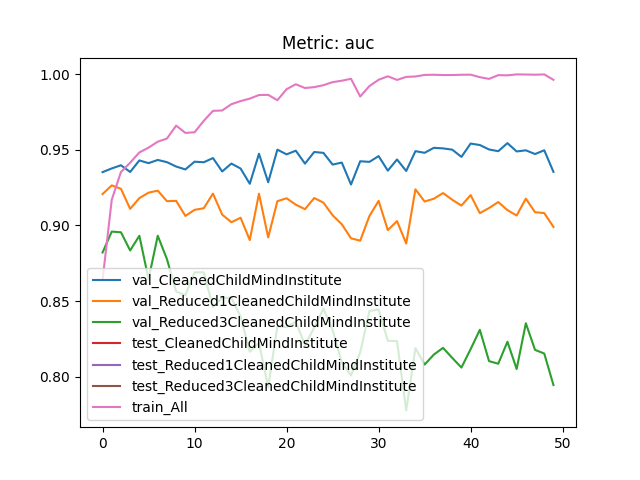 Metric: auc
1.00
0.95
0.90
0.85
0.80
val_CleanedChildMindInstitute
val_Reduced1CleanedChildMindInstitute
val_Reduced3CleanedChildMindInstitute
test_CleanedChildMindInstitute
test_Reduced1CleanedChildMindInstitute
test_Reduced3CleanedChildMindInstitute
train_All
0 10 20 30 40 50